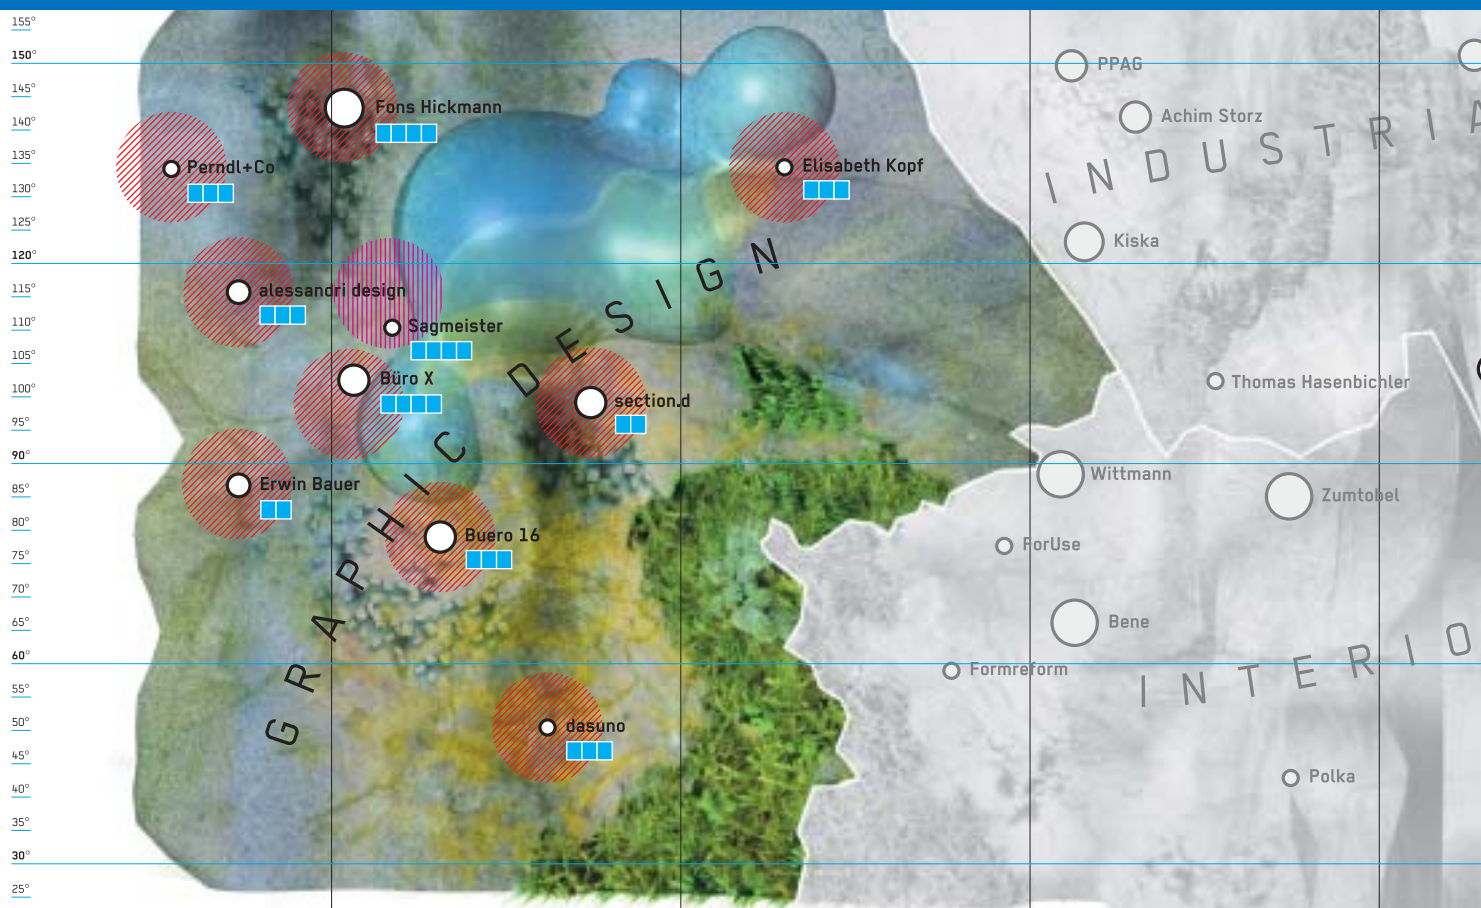 155°
150°
145°
140°
135°
130°
125°
120°
115°
110°
105°
100°
95°
90°
85°
80°
75°
70°
65°
60°
55°
50°
45°
40°
35°
30°
25°
Fons Hickmann
Perndl+Co
Elisabeth Kopf
alessandri design
Sagmeister
Büro X
section.d
Erwin Bauer
Buero 16
dasuno
GRAPHIC DESIGN
PPAG
Achim Storz
INDUSTRIA
Kiska
Thomas Hasenbichler
Wittmann
Zumtobel
ForUse
Bene
Formreform
INTERIO
Polka